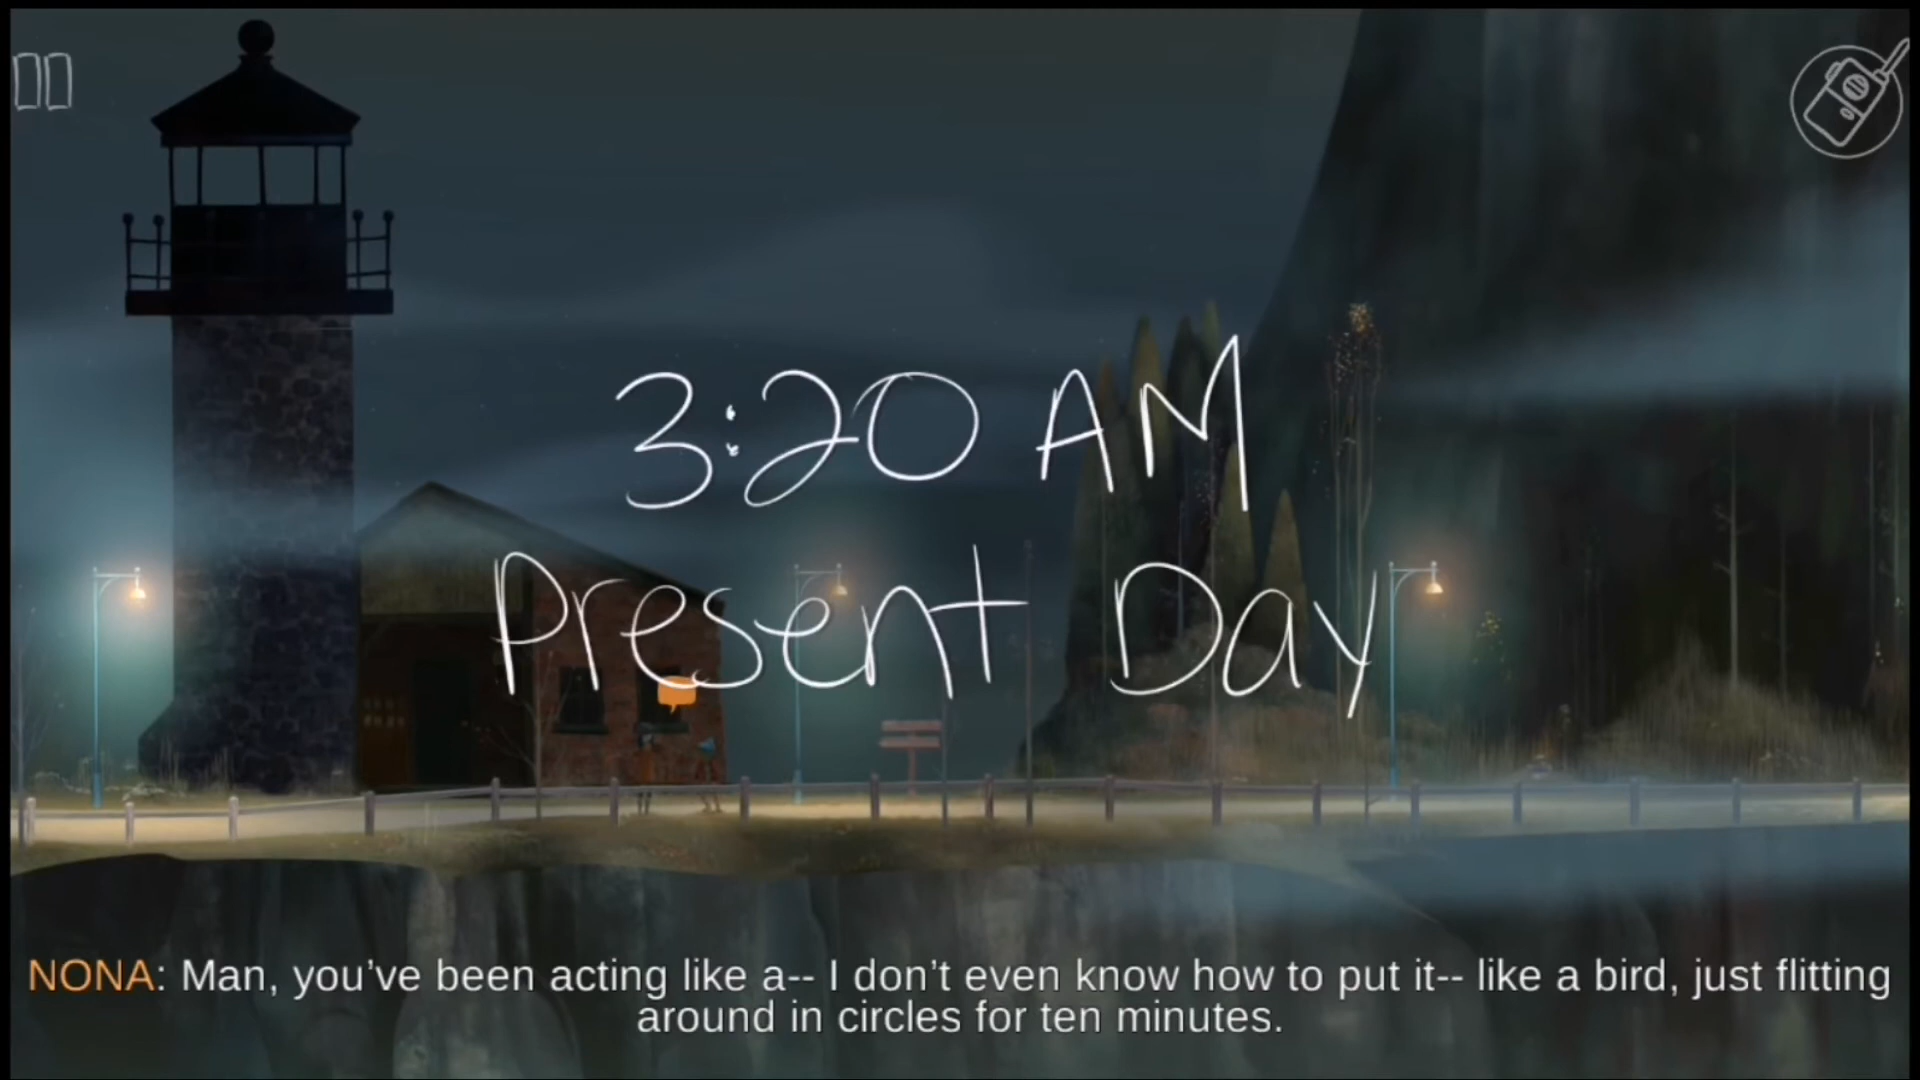 3:20 AM
Present Day
NONA: Man, you’ve been acting like a-- I don’t even know how to put it-- like a bird, just flitting
around in circles for ten minutes.